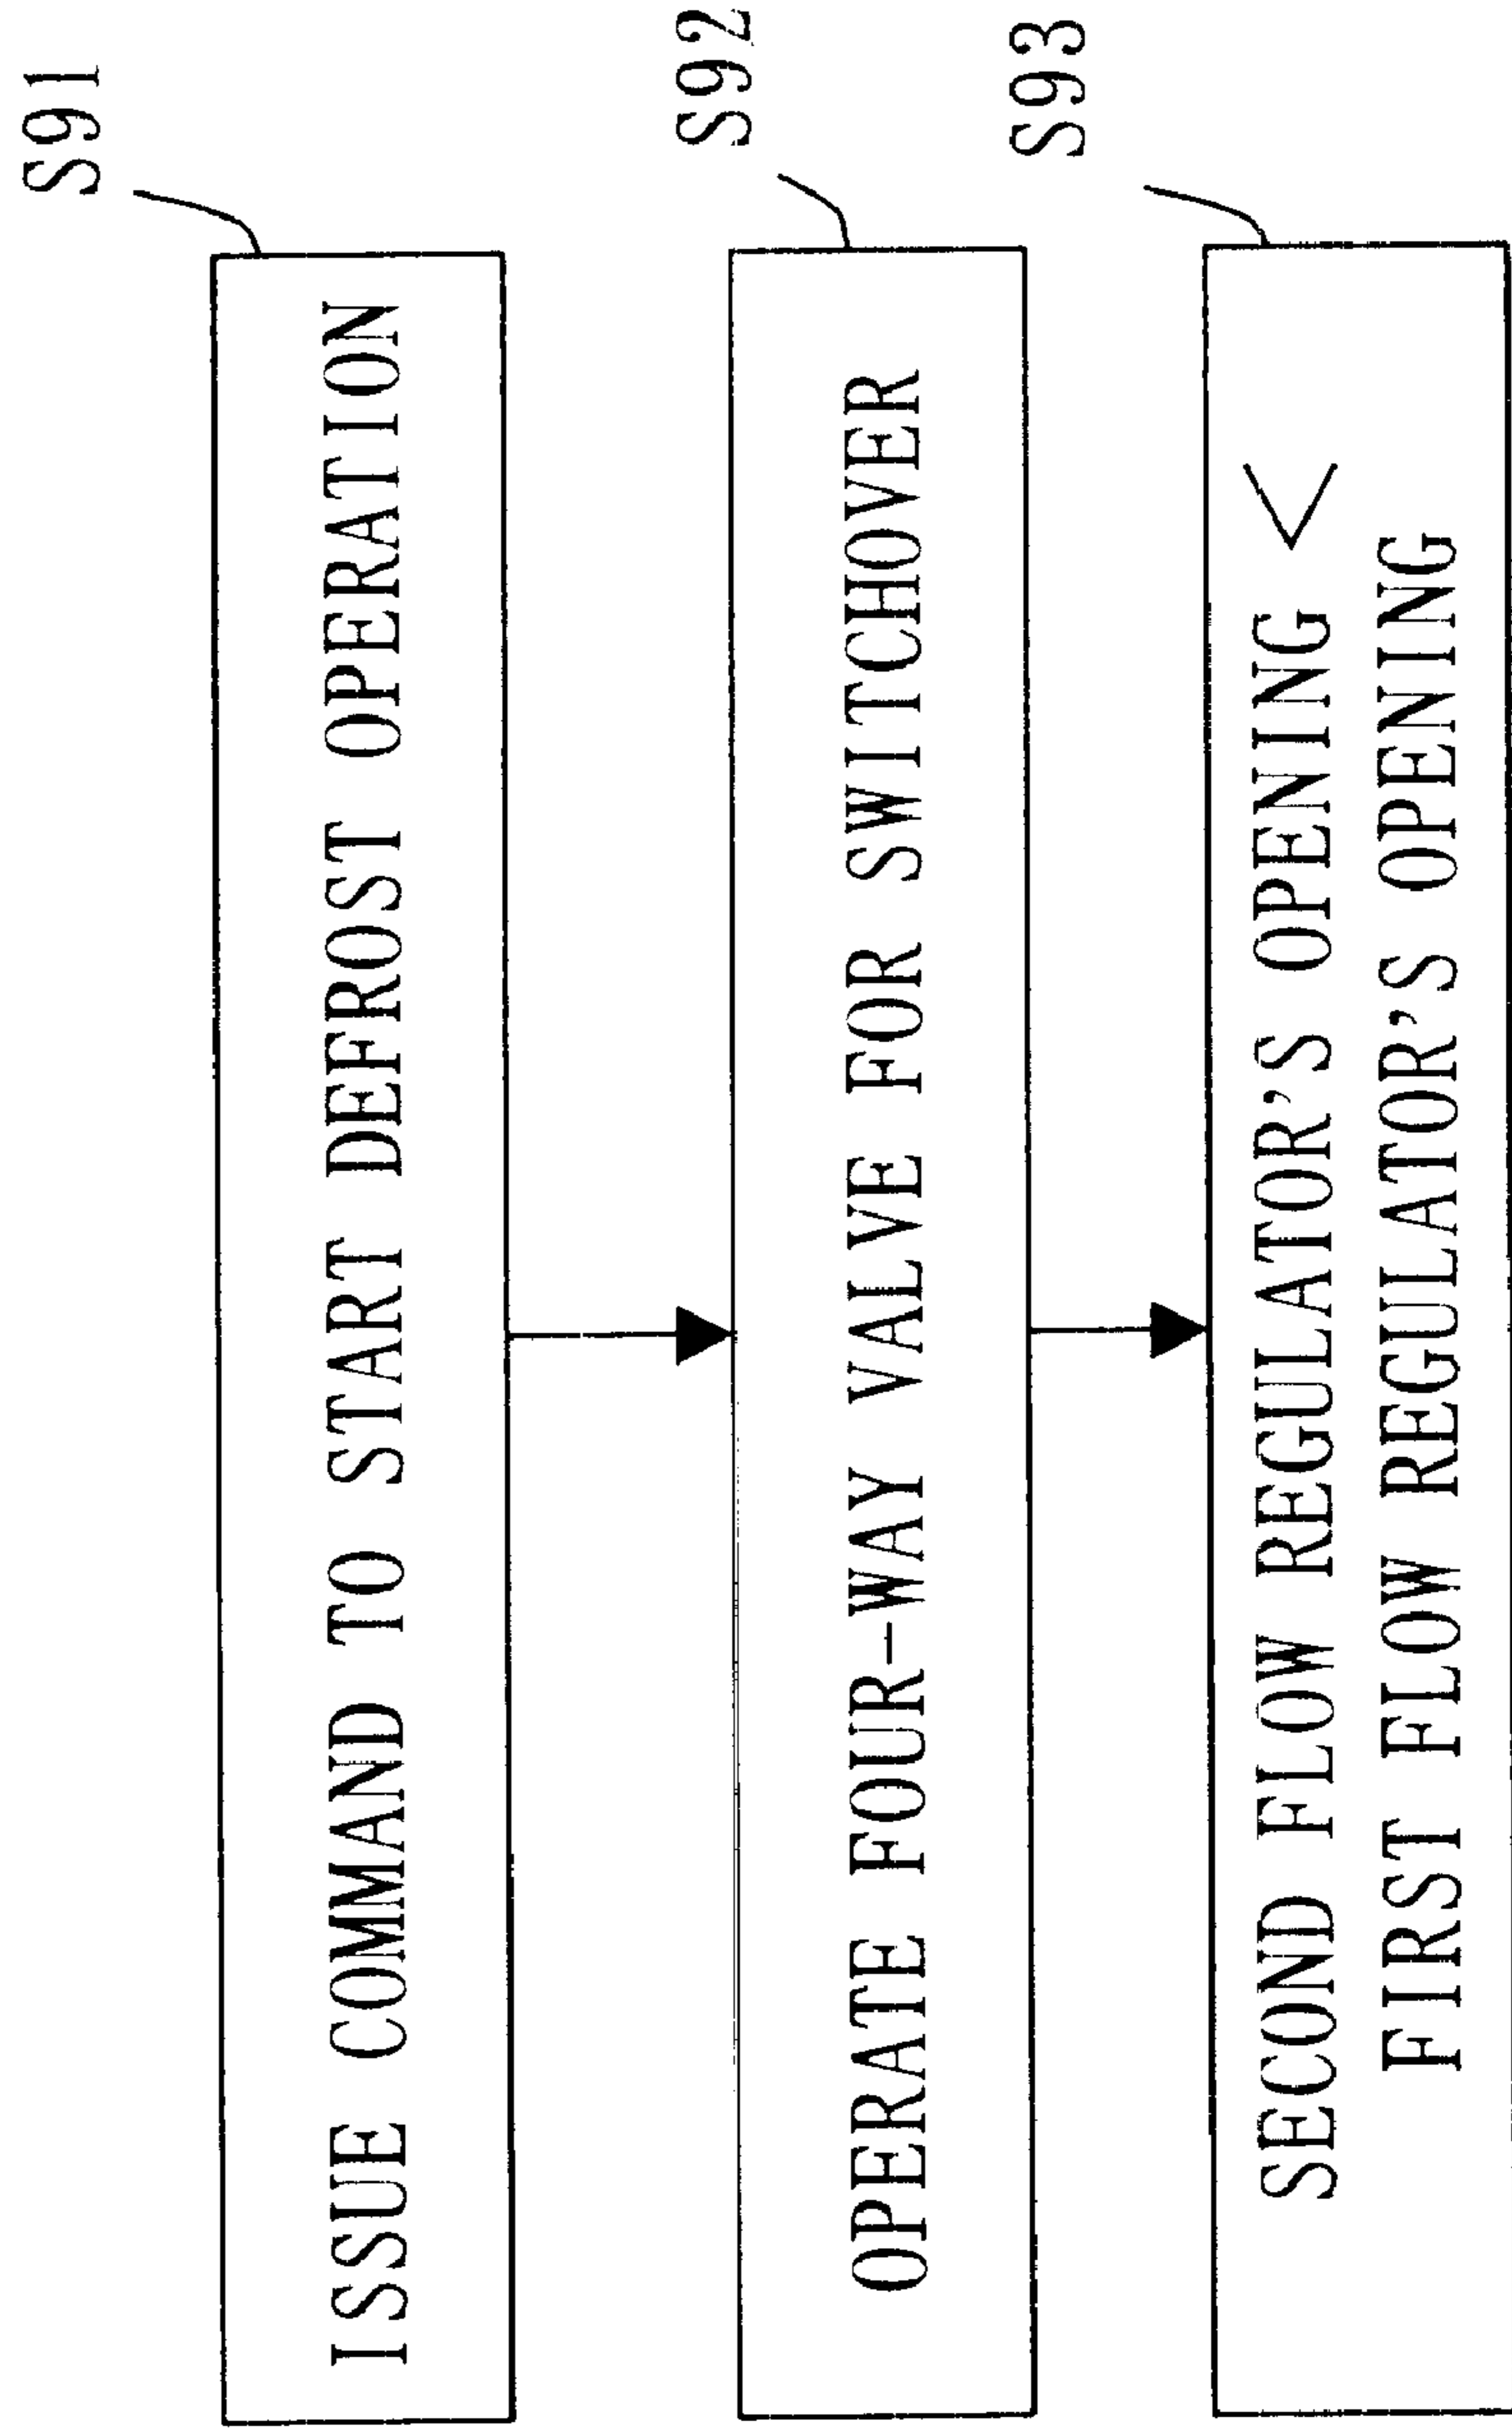 S91
ISSUE COMMAND TO START DEFROST OPERATION
S92
OPERATE FOUR-WAY VALVE FOR SWITCHOVER
S93
SECOND FLOW REGULATOR'S OPENING <
FIRST FLOW REGULATOR'S OPENING